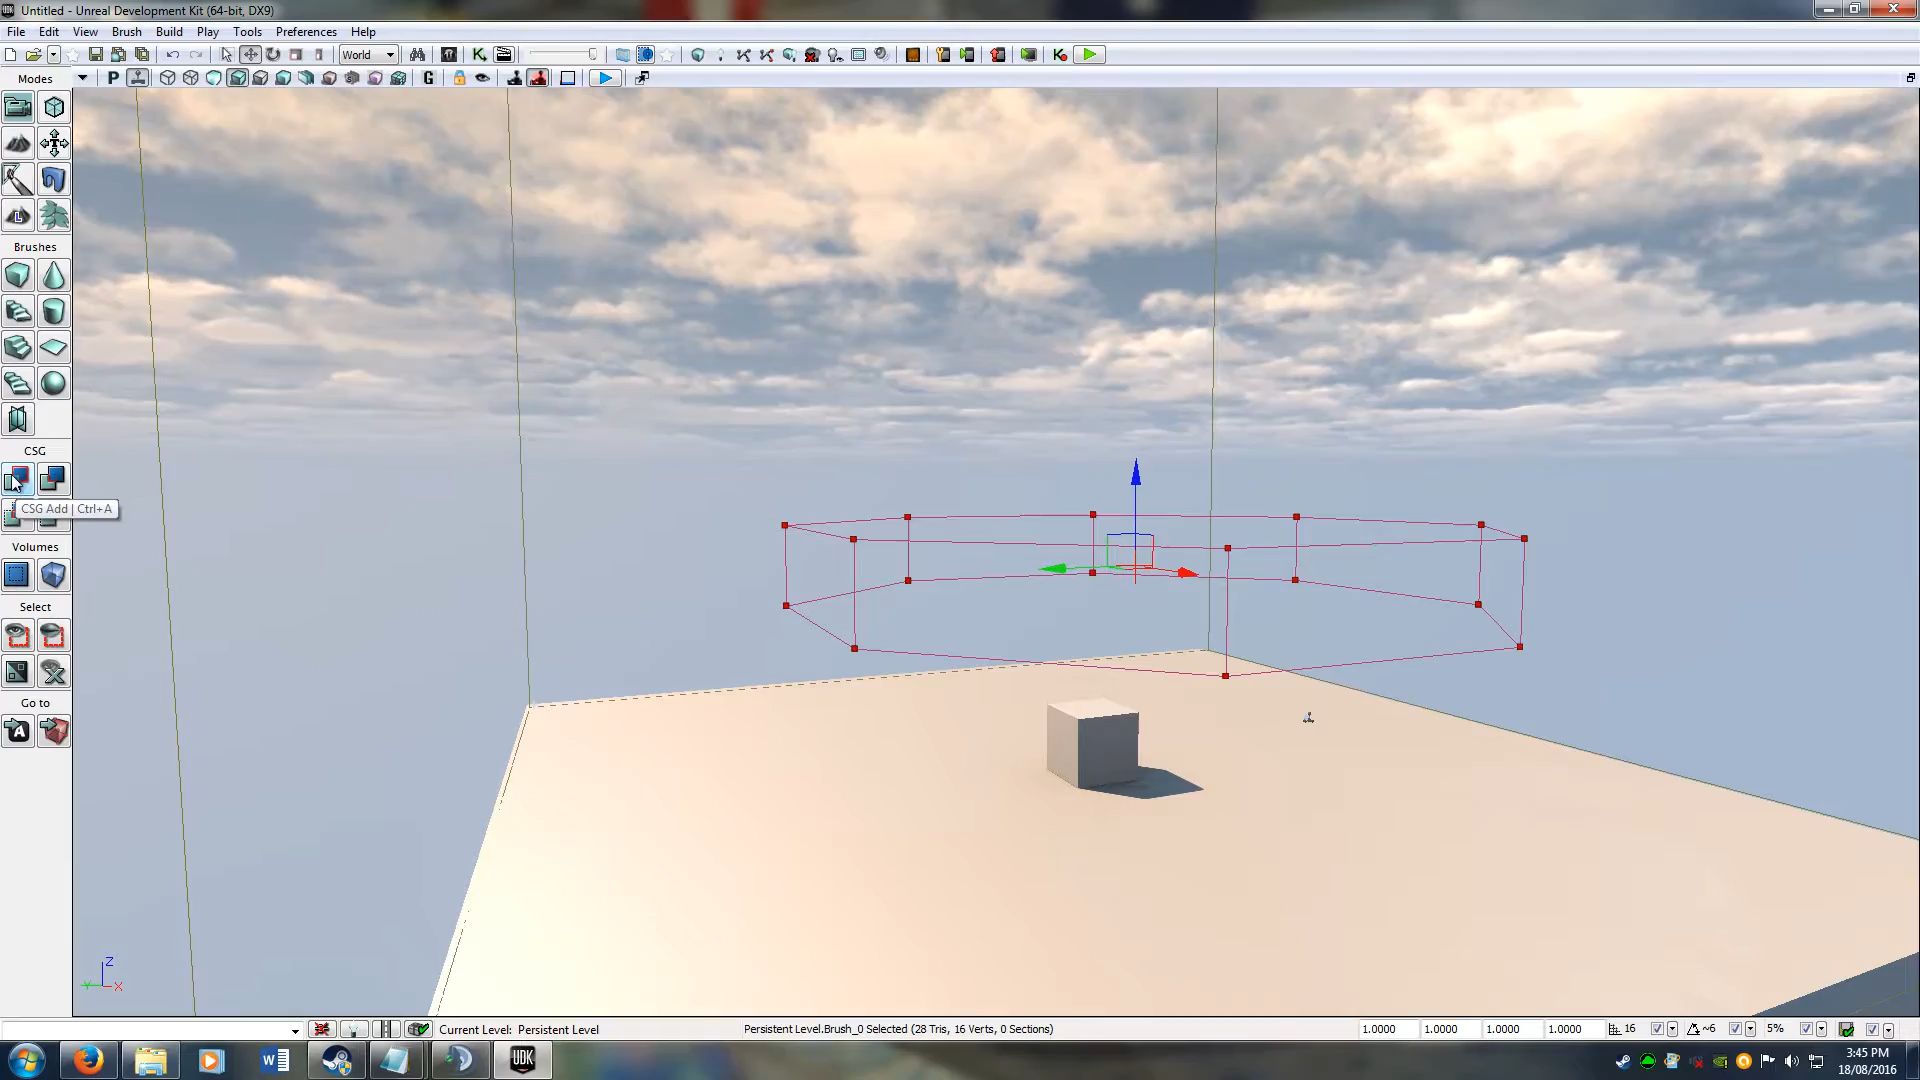 Untitled - Unreal Development Kit (64-bit, DX9)
File Edit View Brush Build Play Tools Preferences Help
World
Modes
P
G
L
Brushes
CSG
CSG Add | Ctrl+A
Volumes
Select
Go to
A
Z
Y X
Current Level: Persistent Level
Persistent Level.Brush_0 Selected (28 Tris, 16 Verts, 0 Sections)
1.0000 1.0000 1.0000 1.0000 16 ~6 5%
UDK
3:45 PM
18/08/2016